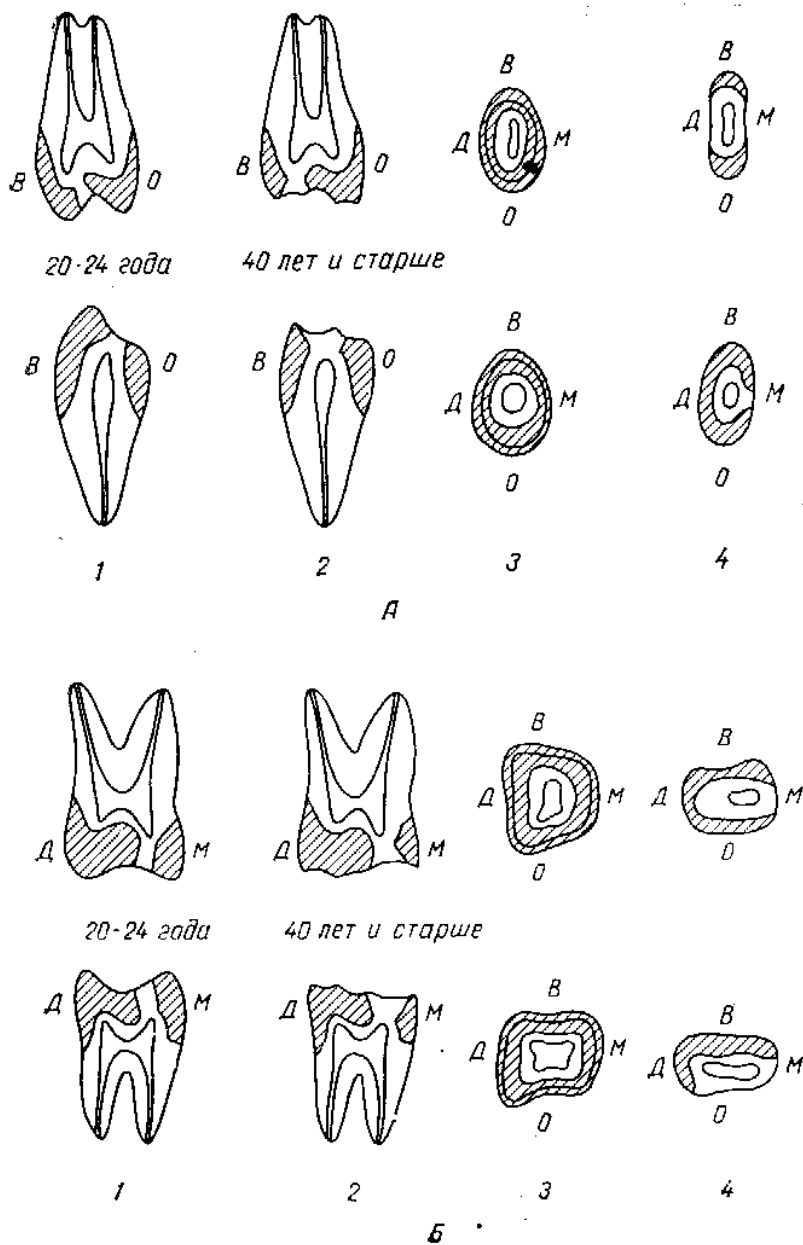 В
В
Д
М
В
О
В
О
Д
М
О
О
20-24 года
40 лет и старше
В
В
В
О
В
О
Д
М
Д
М
О
О
1
2
3
4
А
В
В
Д
М
Д
М
Д
М
Д
М
О
О
20-24 года
40 лет и старше
В
В
Д
М
Д
М
Д
М
Д
М
О
О
1
2
3
4
Б